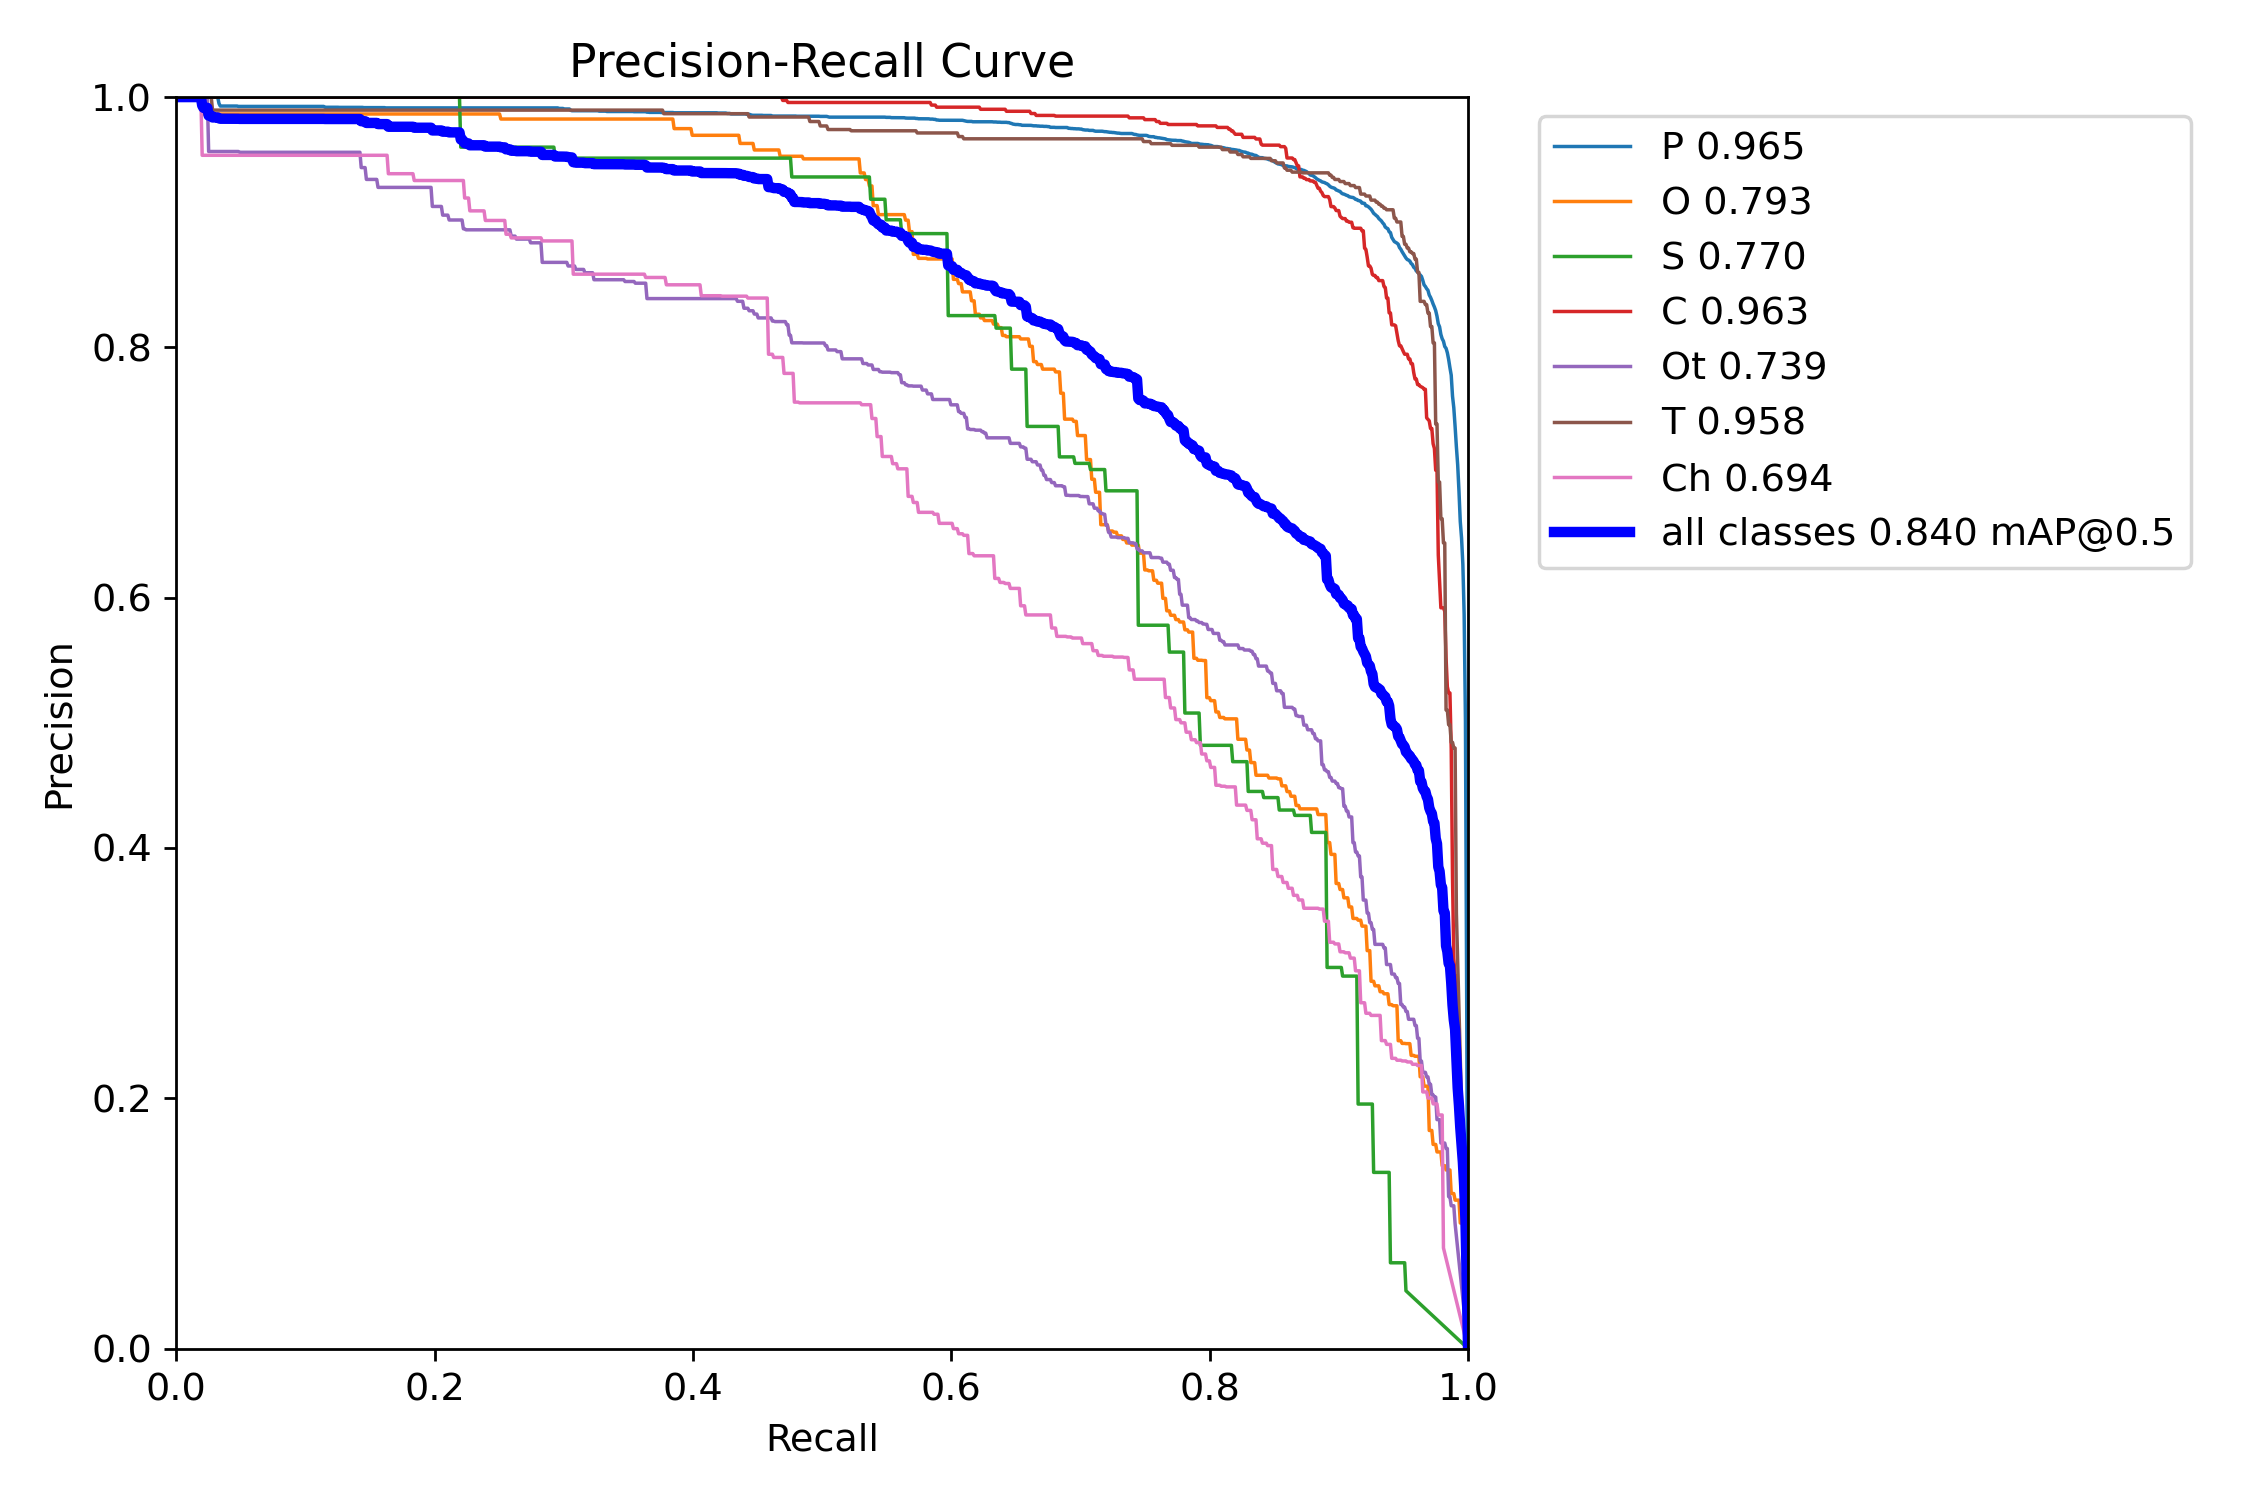 Precision-Recall Curve
1.0
0.8
0.6
0.4
0.2
0.0
Precision
0.0 0.2 0.4 0.6 0.8 1.0
Recall
P 0.965
O 0.793
S 0.770
C 0.963
Ot 0.739
T 0.958
Ch 0.694
all classes 0.840 mAP@0.5